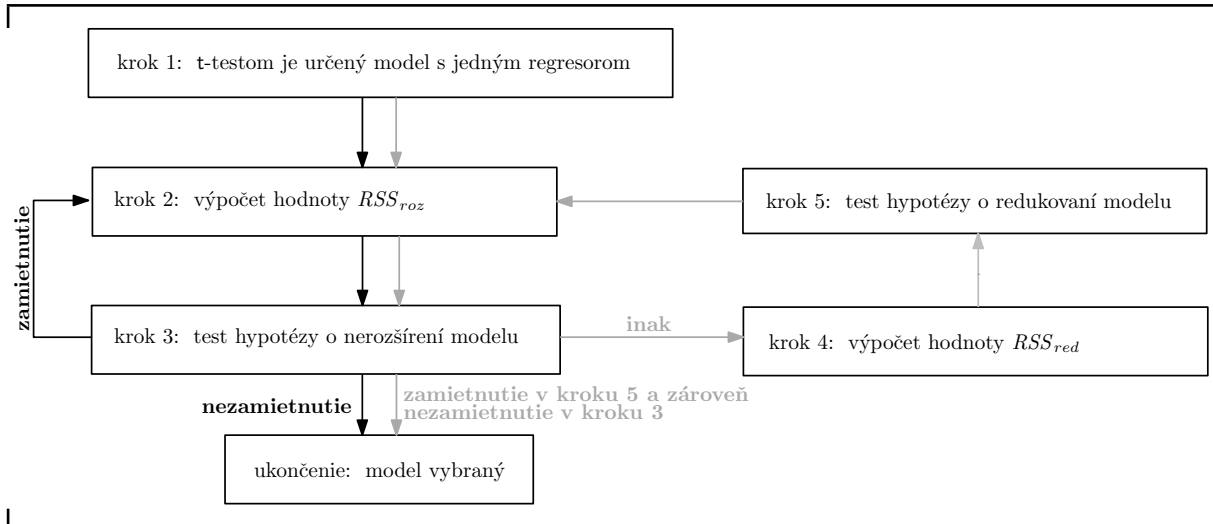 krok 1: t-testom je určený model s jedným regresorom
krok 2: výpočet hodnoty RSS_roz
krok 5: test hypotézy o redukovaní modelu
zamietnutie
krok 3: test hypotézy o nerozšírení modelu
inak
krok 4: výpočet hodnoty RSS_red
nezamietnutie
zamietnutie v kroku 5 a zároveň
nezamietnutie v kroku 3
ukončenie: model vybraný